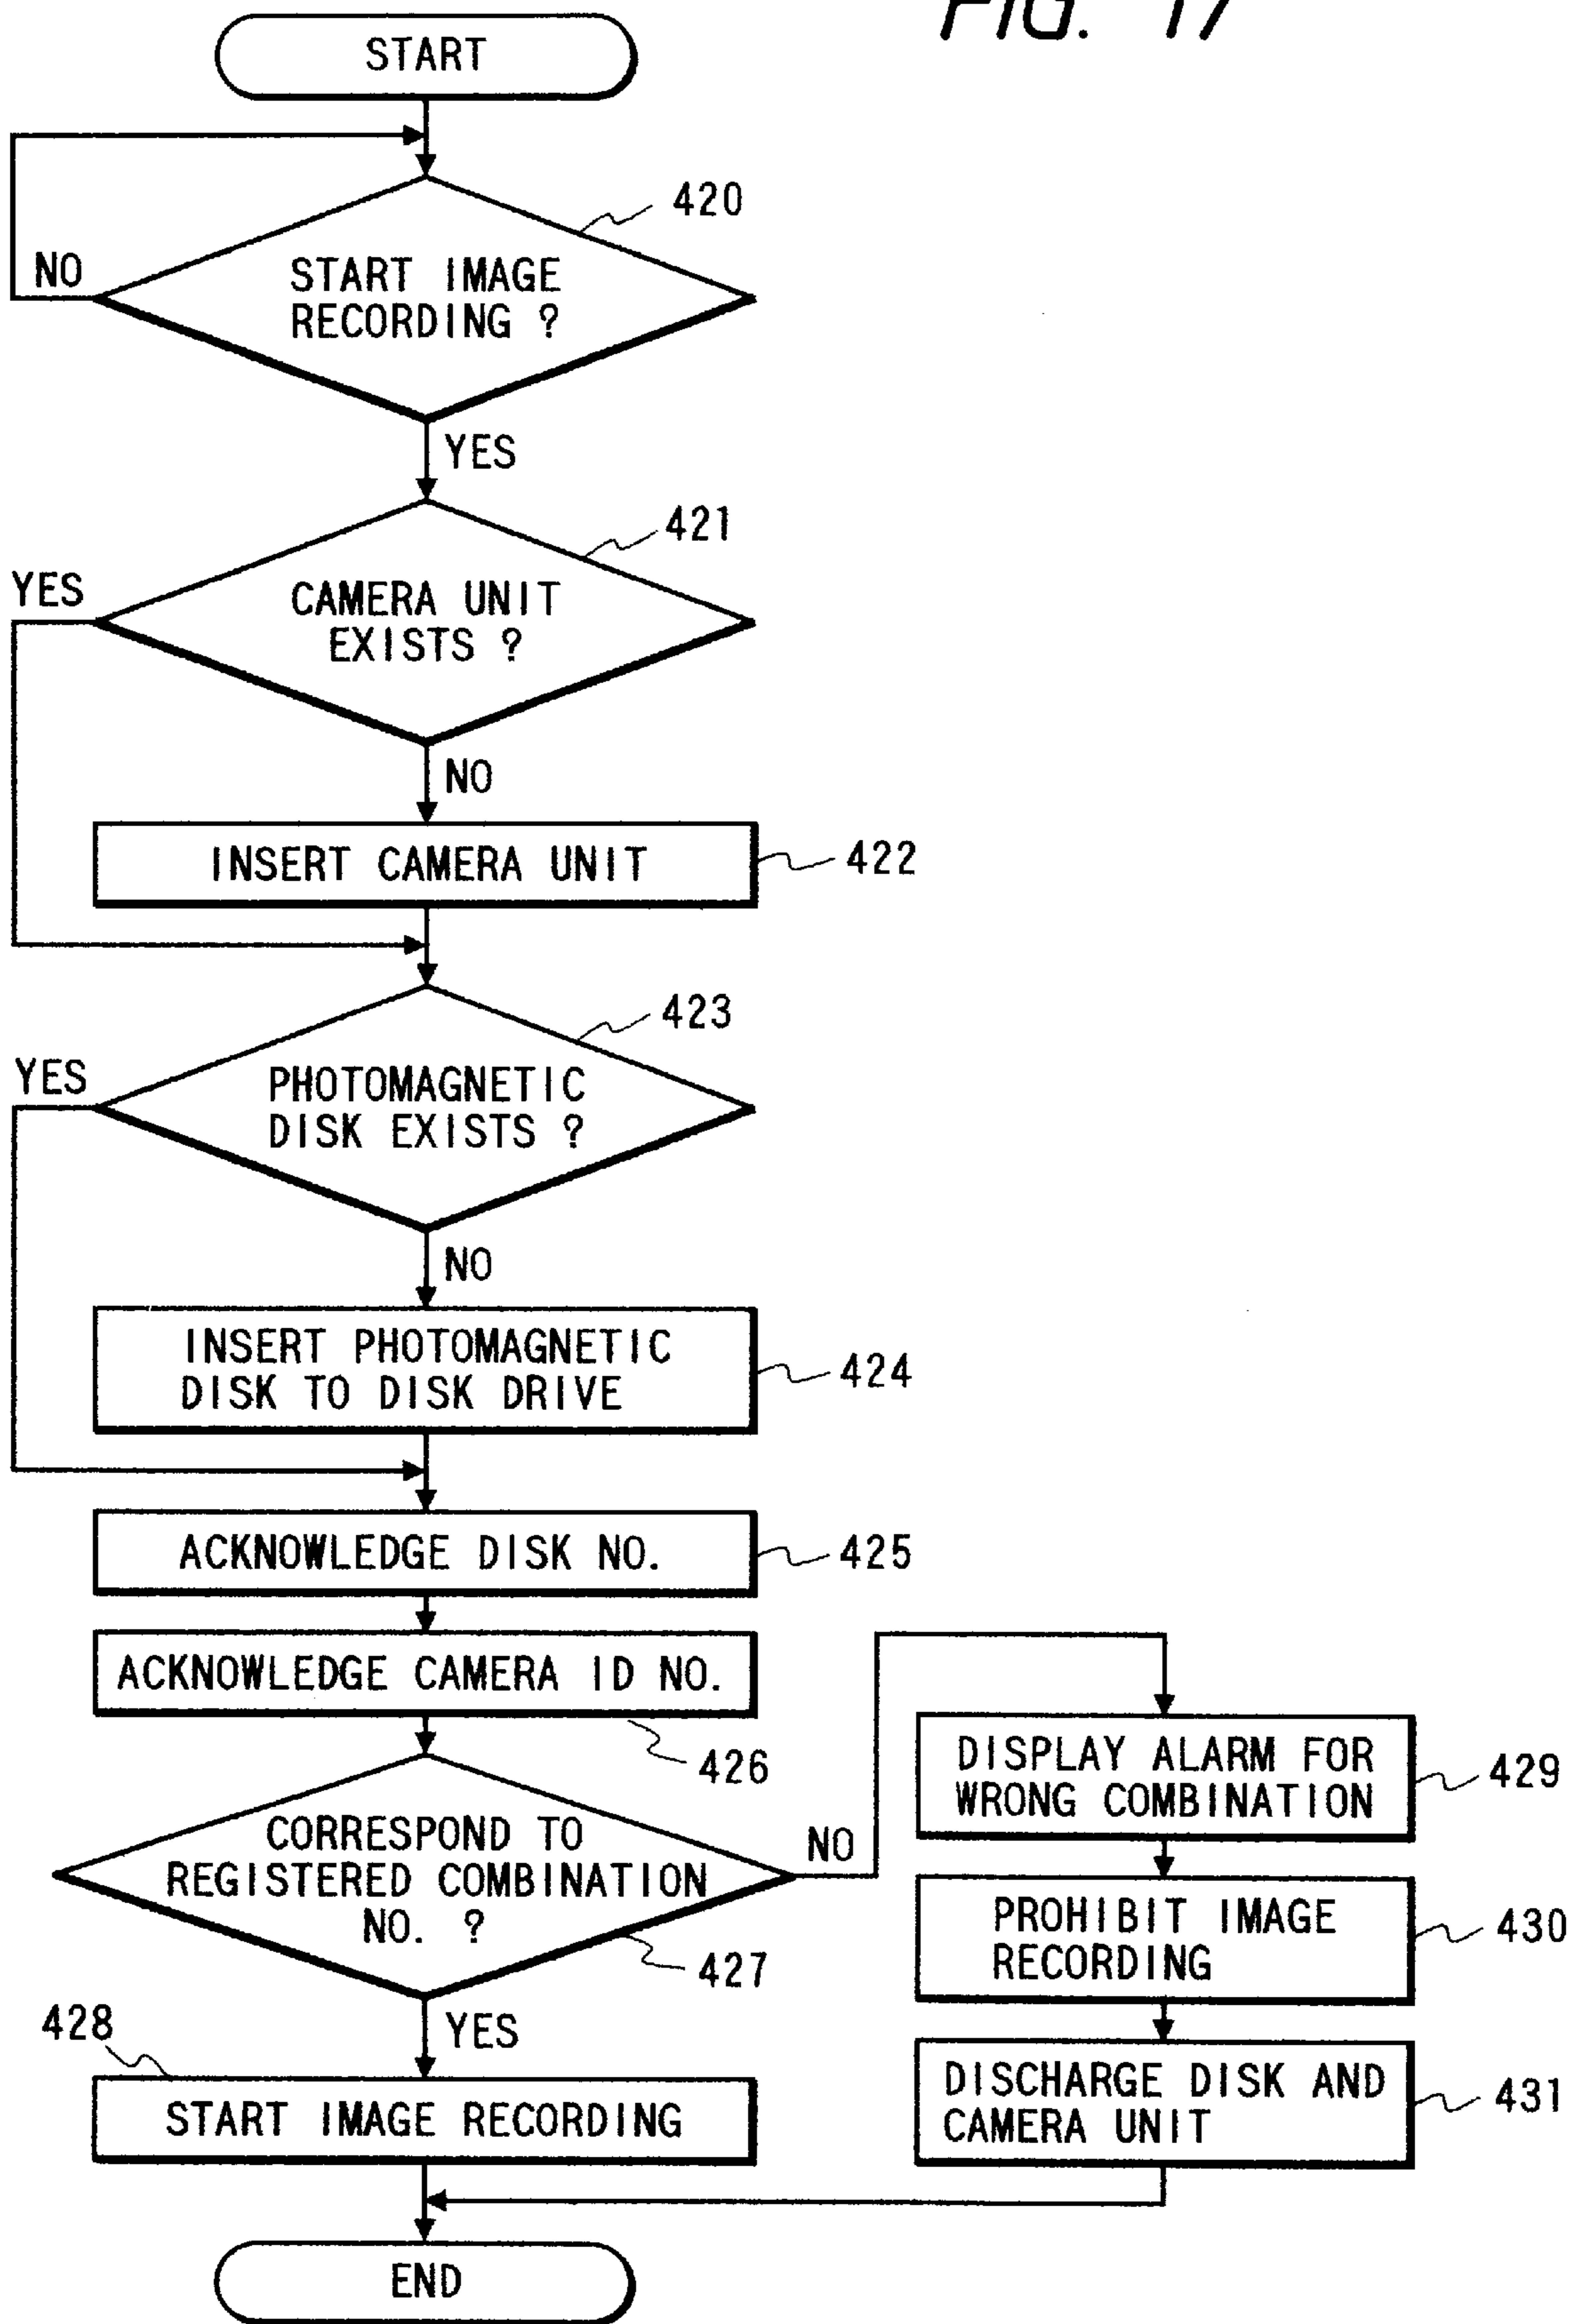 FIG. 17
START
420
NO
START IMAGE
RECORDING ?
YES
421
YES
CAMERA UNIT
EXISTS ?
NO
INSERT CAMERA UNIT
422
423
YES
PHOTOMAGNETIC
DISK EXISTS ?
NO
INSERT PHOTOMAGNETIC
DISK TO DISK DRIVE
424
ACKNOWLEDGE DISK NO.
425
ACKNOWLEDGE CAMERA ID NO.
426
CORRESPOND TO
REGISTERED COMBINATION
NO. ?
NO
427
YES
428
START IMAGE RECORDING
DISPLAY ALARM FOR
WRONG COMBINATION
429
PROHIBIT IMAGE
RECORDING
430
DISCHARGE DISK AND
CAMERA UNIT
431
END